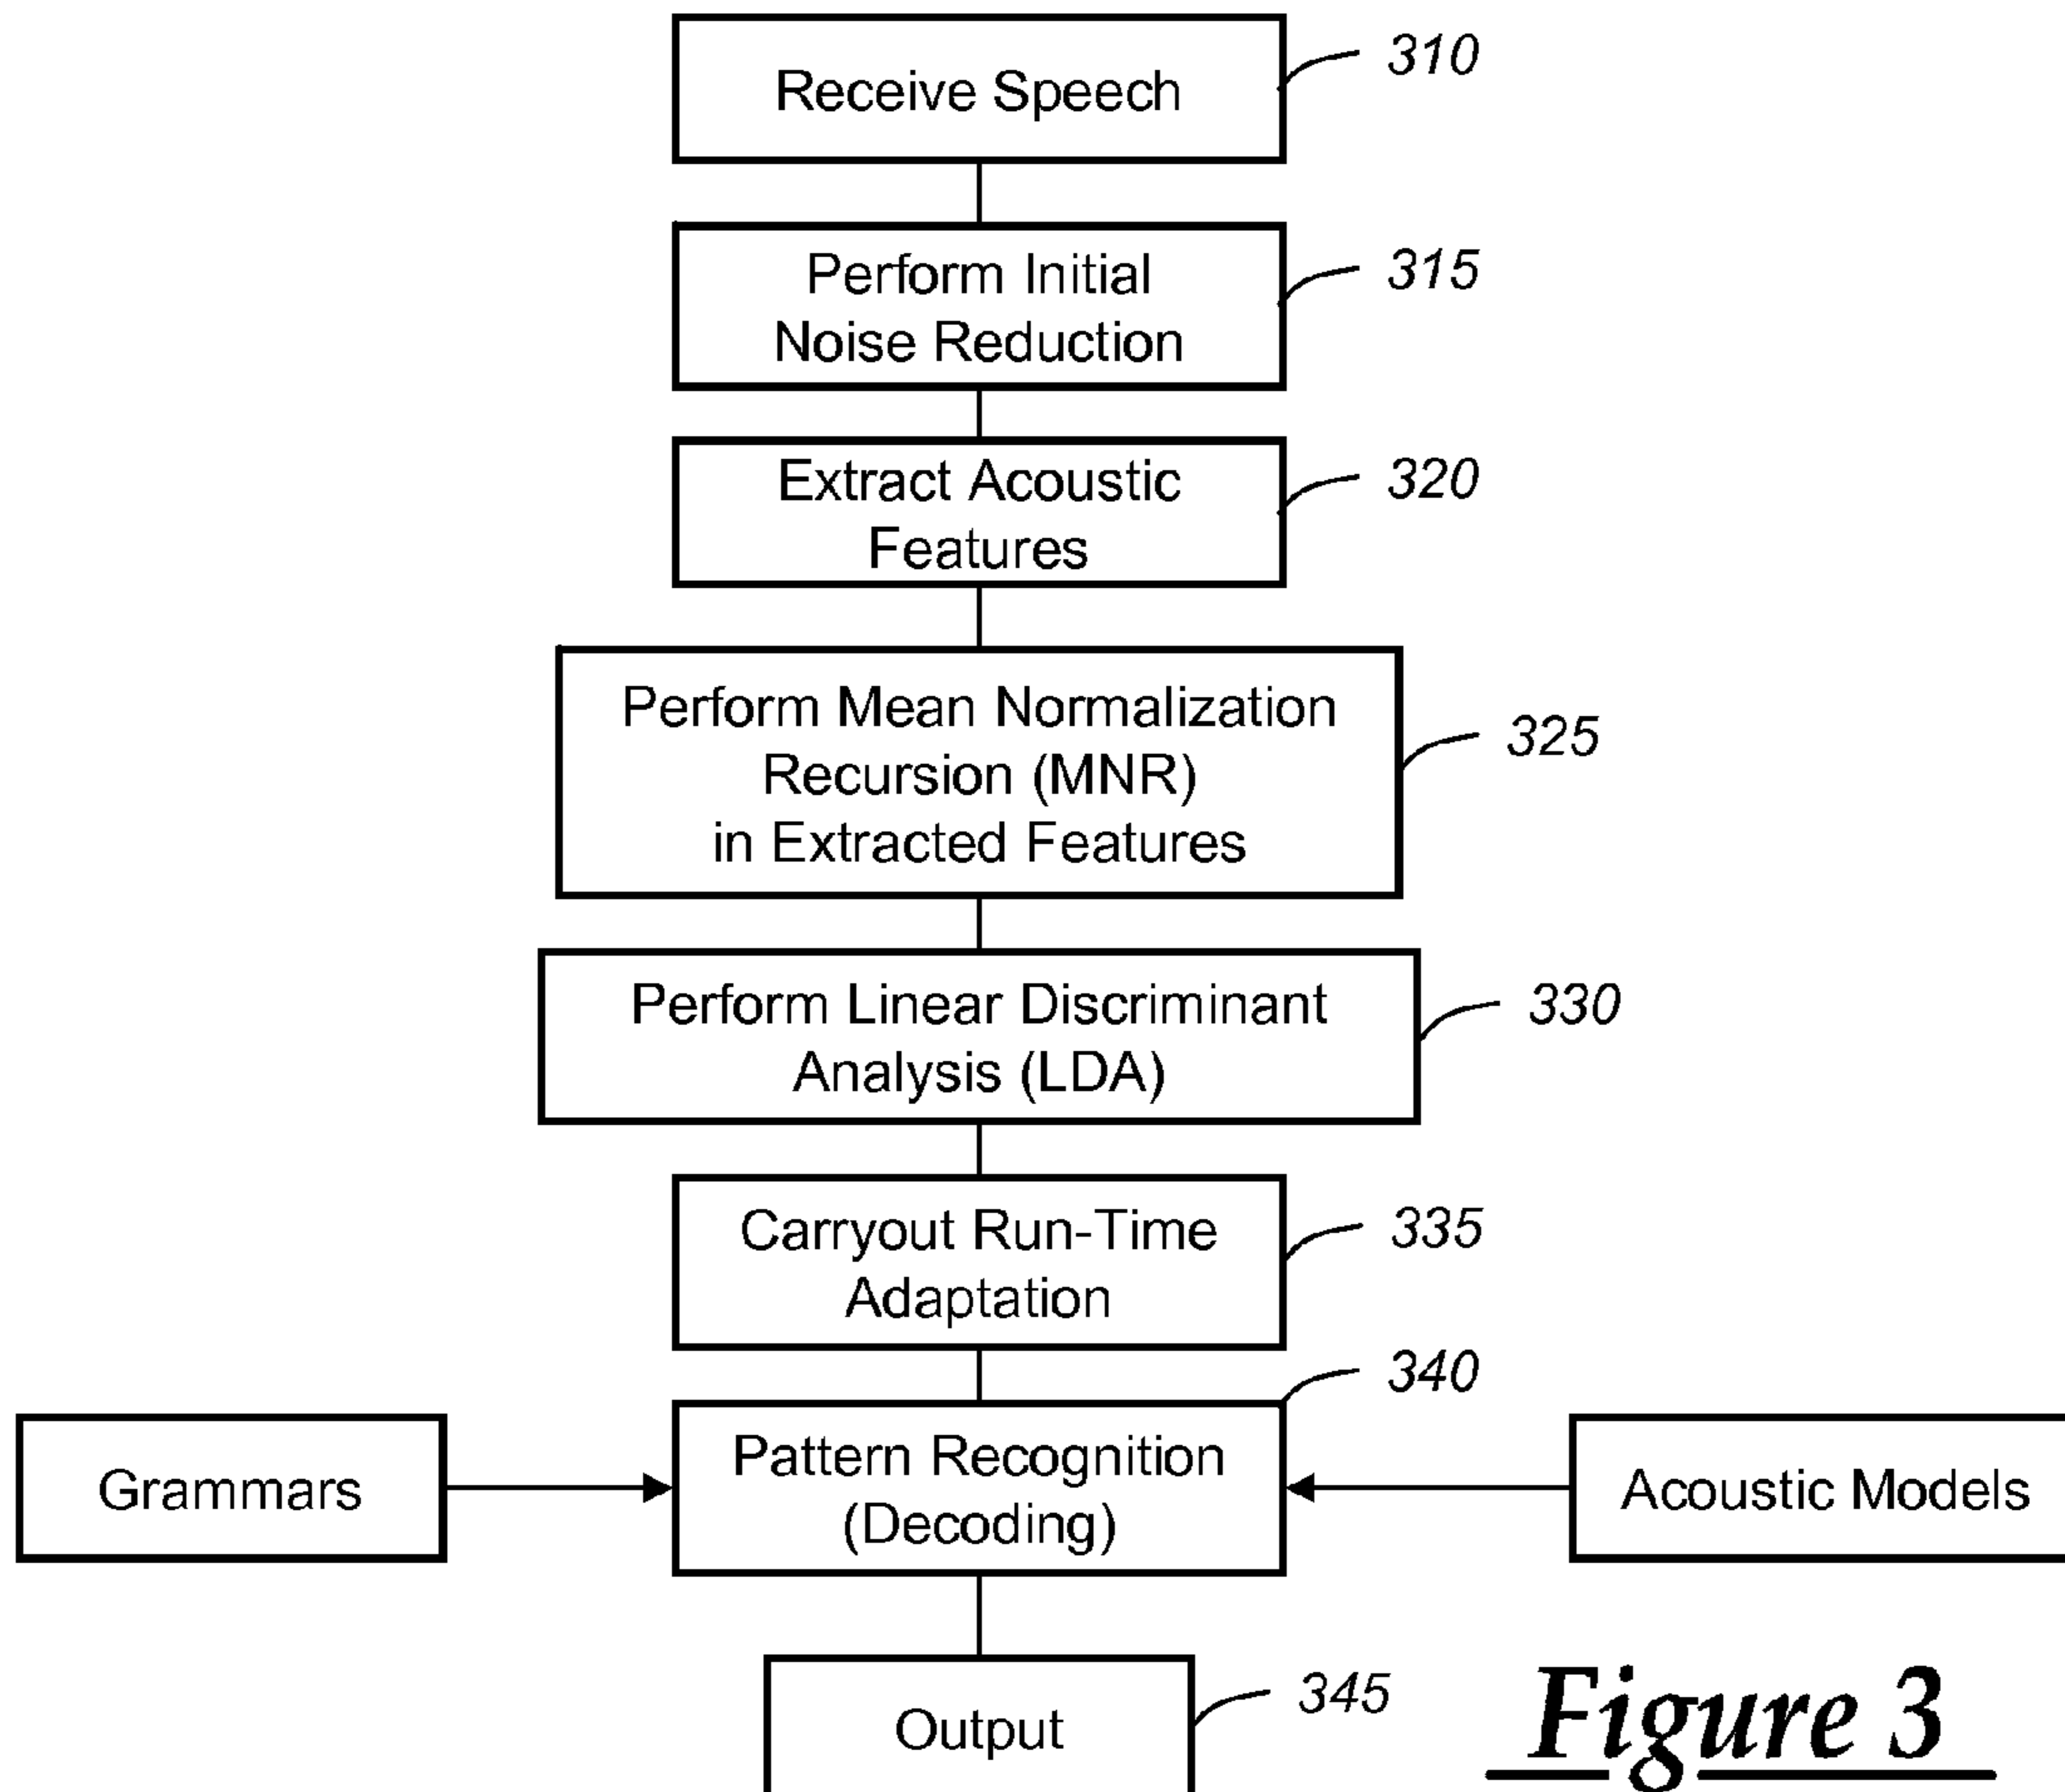 Receive Speech
310
Perform Initial
Noise Reduction
315
Extract Acoustic
Features
320
Perform Mean Normalization
Recursion (MNR)
in Extracted Features
325
Perform Linear Discriminant
Analysis (LDA)
330
Carryout Run-Time
Adaptation
335
340
Grammars
Pattern Recognition
(Decoding)
Acoustic Models
Output
345
Figure 3